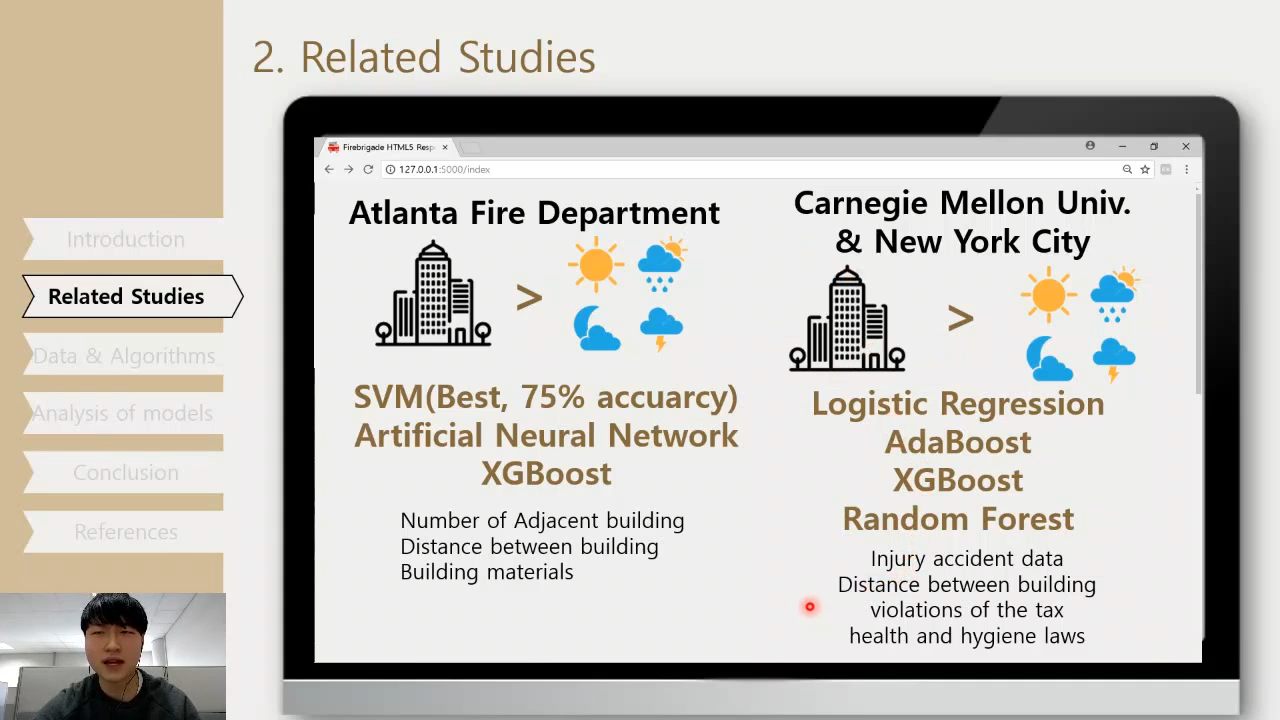 2. Related Studies
Introduction
Related Studies
Data & Algorithms
Analysis of models
Conclusion
References
Firebrigade HTML5 Resp
127.0.0.1:5000/index
Atlanta Fire Department
>
SVM(Best, 75% accuarcy)
Artificial Neural Network
XGBoost
Number of Adjacent building
Distance between building
Building materials
Carnegie Mellon Univ.
& New York City
>
Logistic Regression
AdaBoost
XGBoost
Random Forest
Injury accident data
Distance between building
violations of the tax
health and hygiene laws